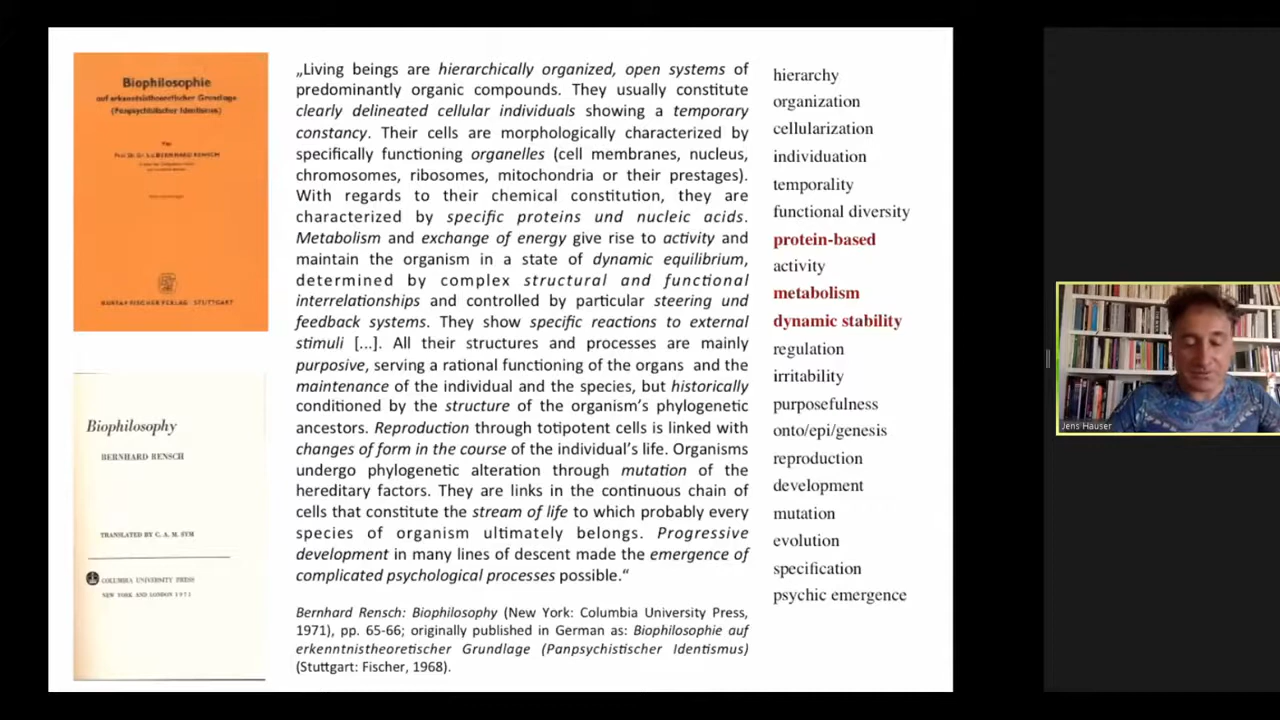 Biophilosophie
auf erkenntnistheoretischer Grundlage
(Panpsychistischer Identismus)
Von
Prof. Dr. Dr. h.c. BERNHARD RENSCH
GUSTAV FISCHER VERLAG · STUTTGART
Biophilosophy
BERNHARD RENSCH
TRANSLATED BY C. A. M. SYM
COLUMBIA UNIVERSITY PRESS
NEW YORK AND LONDON 1971
„Living beings are hierarchically organized, open systems of
predominantly organic compounds. They usually constitute
clearly delineated cellular individuals showing a temporary
constancy. Their cells are morphologically characterized by
specifically functioning organelles (cell membranes, nucleus,
chromosomes, ribosomes, mitochondria or their prestages).
With regards to their chemical constitution, they are
characterized by specific proteins und nucleic acids.
Metabolism and exchange of energy give rise to activity and
maintain the organism in a state of dynamic equilibrium,
determined by complex structural and functional
interrelationships and controlled by particular steering und
feedback systems. They show specific reactions to external
stimuli [...]. All their structures and processes are mainly
purposive, serving a rational functioning of the organs and the
maintenance of the individual and the species, but historically
conditioned by the structure of the organism's phylogenetic
ancestors. Reproduction through totipotent cells is linked with
changes of form in the course of the individual's life. Organisms
undergo phylogenetic alteration through mutation of the
hereditary factors. They are links in the continuous chain of
cells that constitute the stream of life to which probably every
species of organism ultimately belongs. Progressive
development in many lines of descent made the emergence of
complicated psychological processes possible."
Bernhard Rensch: Biophilosophy (New York: Columbia University Press,
1971), pp. 65-66; originally published in German as: Biophilosophie auf
erkenntnistheoretischer Grundlage (Panpsychistischer Identismus)
(Stuttgart: Fischer, 1968).
hierarchy
organization
cellularization
individuation
temporality
functional diversity
protein-based
activity
metabolism
dynamic stability
regulation
irritability
purposefulness
onto/epi/genesis
reproduction
development
mutation
evolution
specification
psychic emergence
Jens Hauser